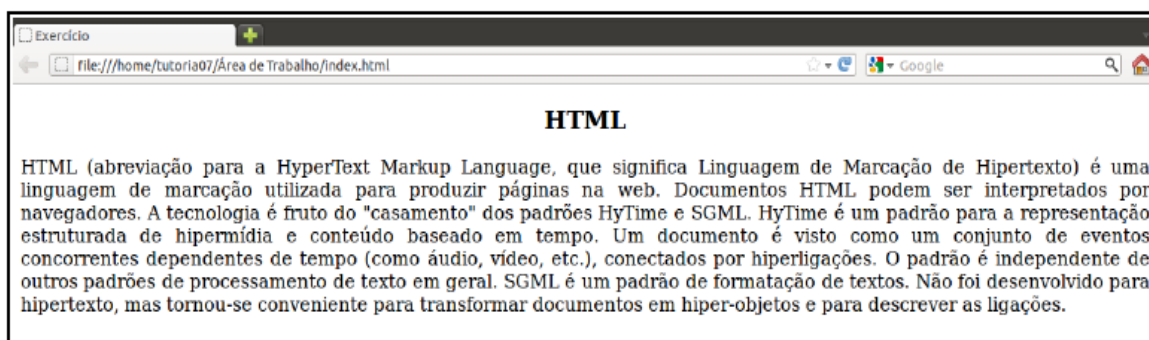 Exercício
file:///home/tutoria07/Área de Trabalho/index.html
Google
HTML
HTML (abreviação para a HyperText Markup Language, que significa Linguagem de Marcação de Hipertexto) é uma
linguagem de marcação utilizada para produzir páginas na web. Documentos HTML podem ser interpretados por
navegadores. A tecnologia é fruto do "casamento" dos padrões HyTime e SGML. HyTime é um padrão para a representação
estruturada de hipermídia e conteúdo baseado em tempo. Um documento é visto como um conjunto de eventos
concorrentes dependentes de tempo (como áudio, vídeo, etc.), conectados por hiperligações. O padrão é independente de
outros padrões de processamento de texto em geral. SGML é um padrão de formatação de textos. Não foi desenvolvido para
hipertexto, mas tornou-se conveniente para transformar documentos em hiper-objetos e para descrever as ligações.